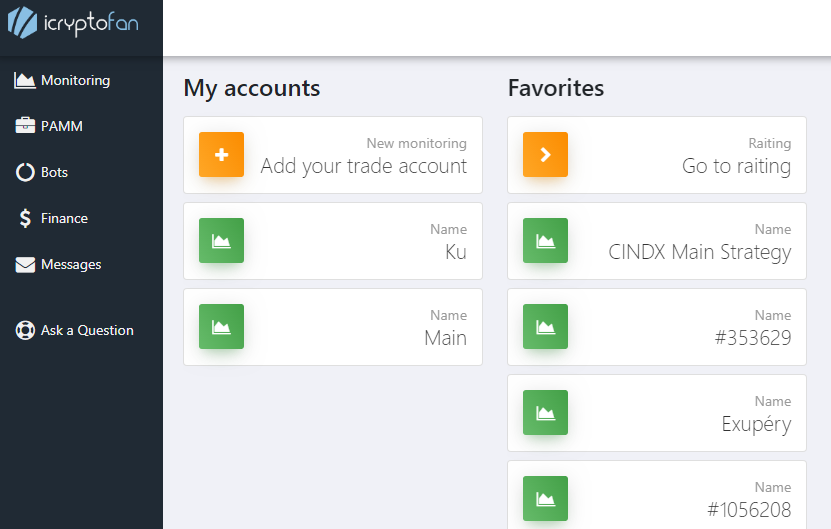 icryptofan
Monitoring
PAMM
Bots
Finance
Messages
Ask a Question
My accounts
New monitoring
Add your trade account
Name
Ku
Name
Main
Favorites
Raiting
Go to raiting
Name
CINDX Main Strategy
Name
#353629
Name
Exupéry
Name
#1056208